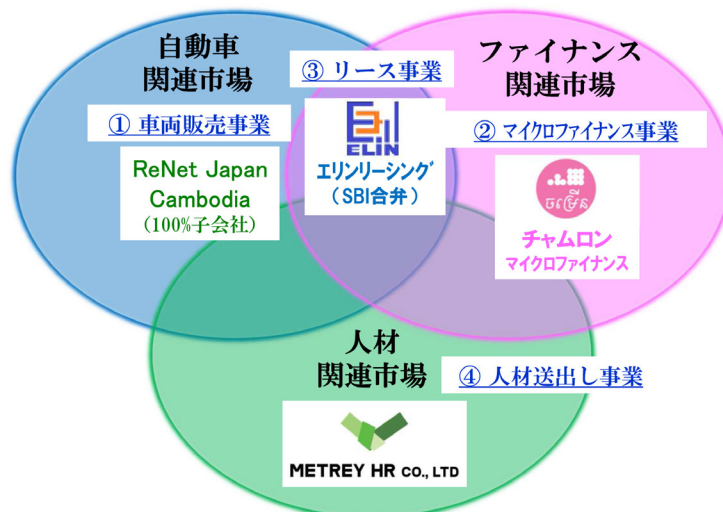 自動車
関連市場
① 車両販売事業
ReNet Japan
Cambodia
(100%子会社)
③ リース事業
ELIN
エリンリーシング
(SBI合弁)
ファイナンス
関連市場
② マイクロファイナンス事業
ចម្រើន
チャムロン
マイクロファイナンス
人材
関連市場
④ 人材送出し事業
METREY HR CO., LTD